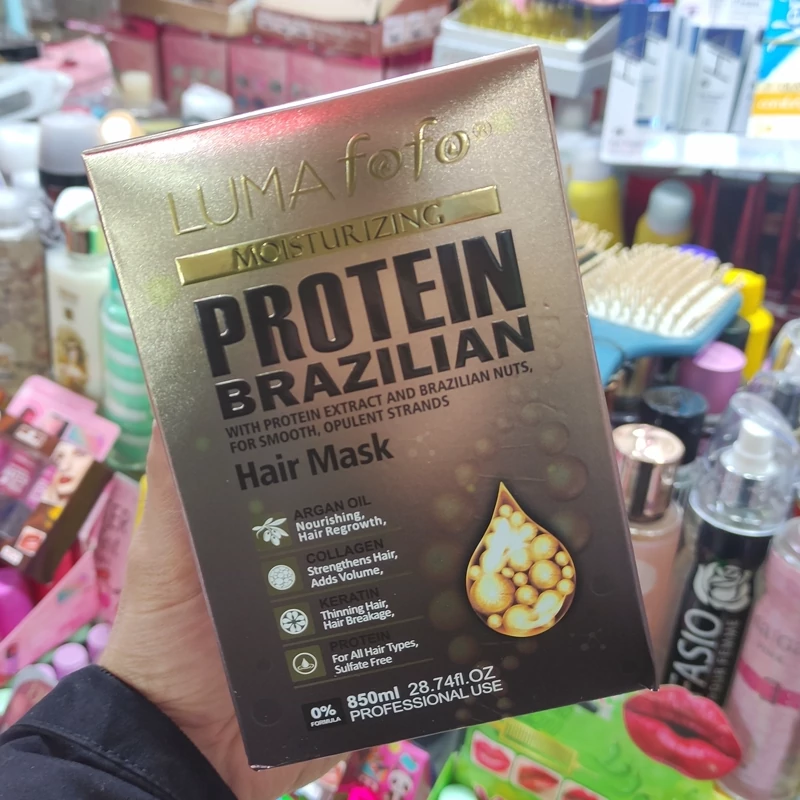 LUMA fofo
MOISTURIZING
PROTEIN
BRAZILIAN
WITH PROTEIN EXTRACT AND BRAZILIAN NUTS,
FOR SMOOTH, OPULENT STRANDS
Hair Mask
ARGAN OIL
Nourishing,
Hair Regrowth,
COLLAGEN
Strengthens Hair,
Adds Volume,
KERATIN
Thinning Hair,
Hair Breakage,
PROTEIN
For All Hair Types,
Sulfate Free
0%
FORMULA
850ml 28.74fl.OZ
PROFESSIONAL USE
FASIO